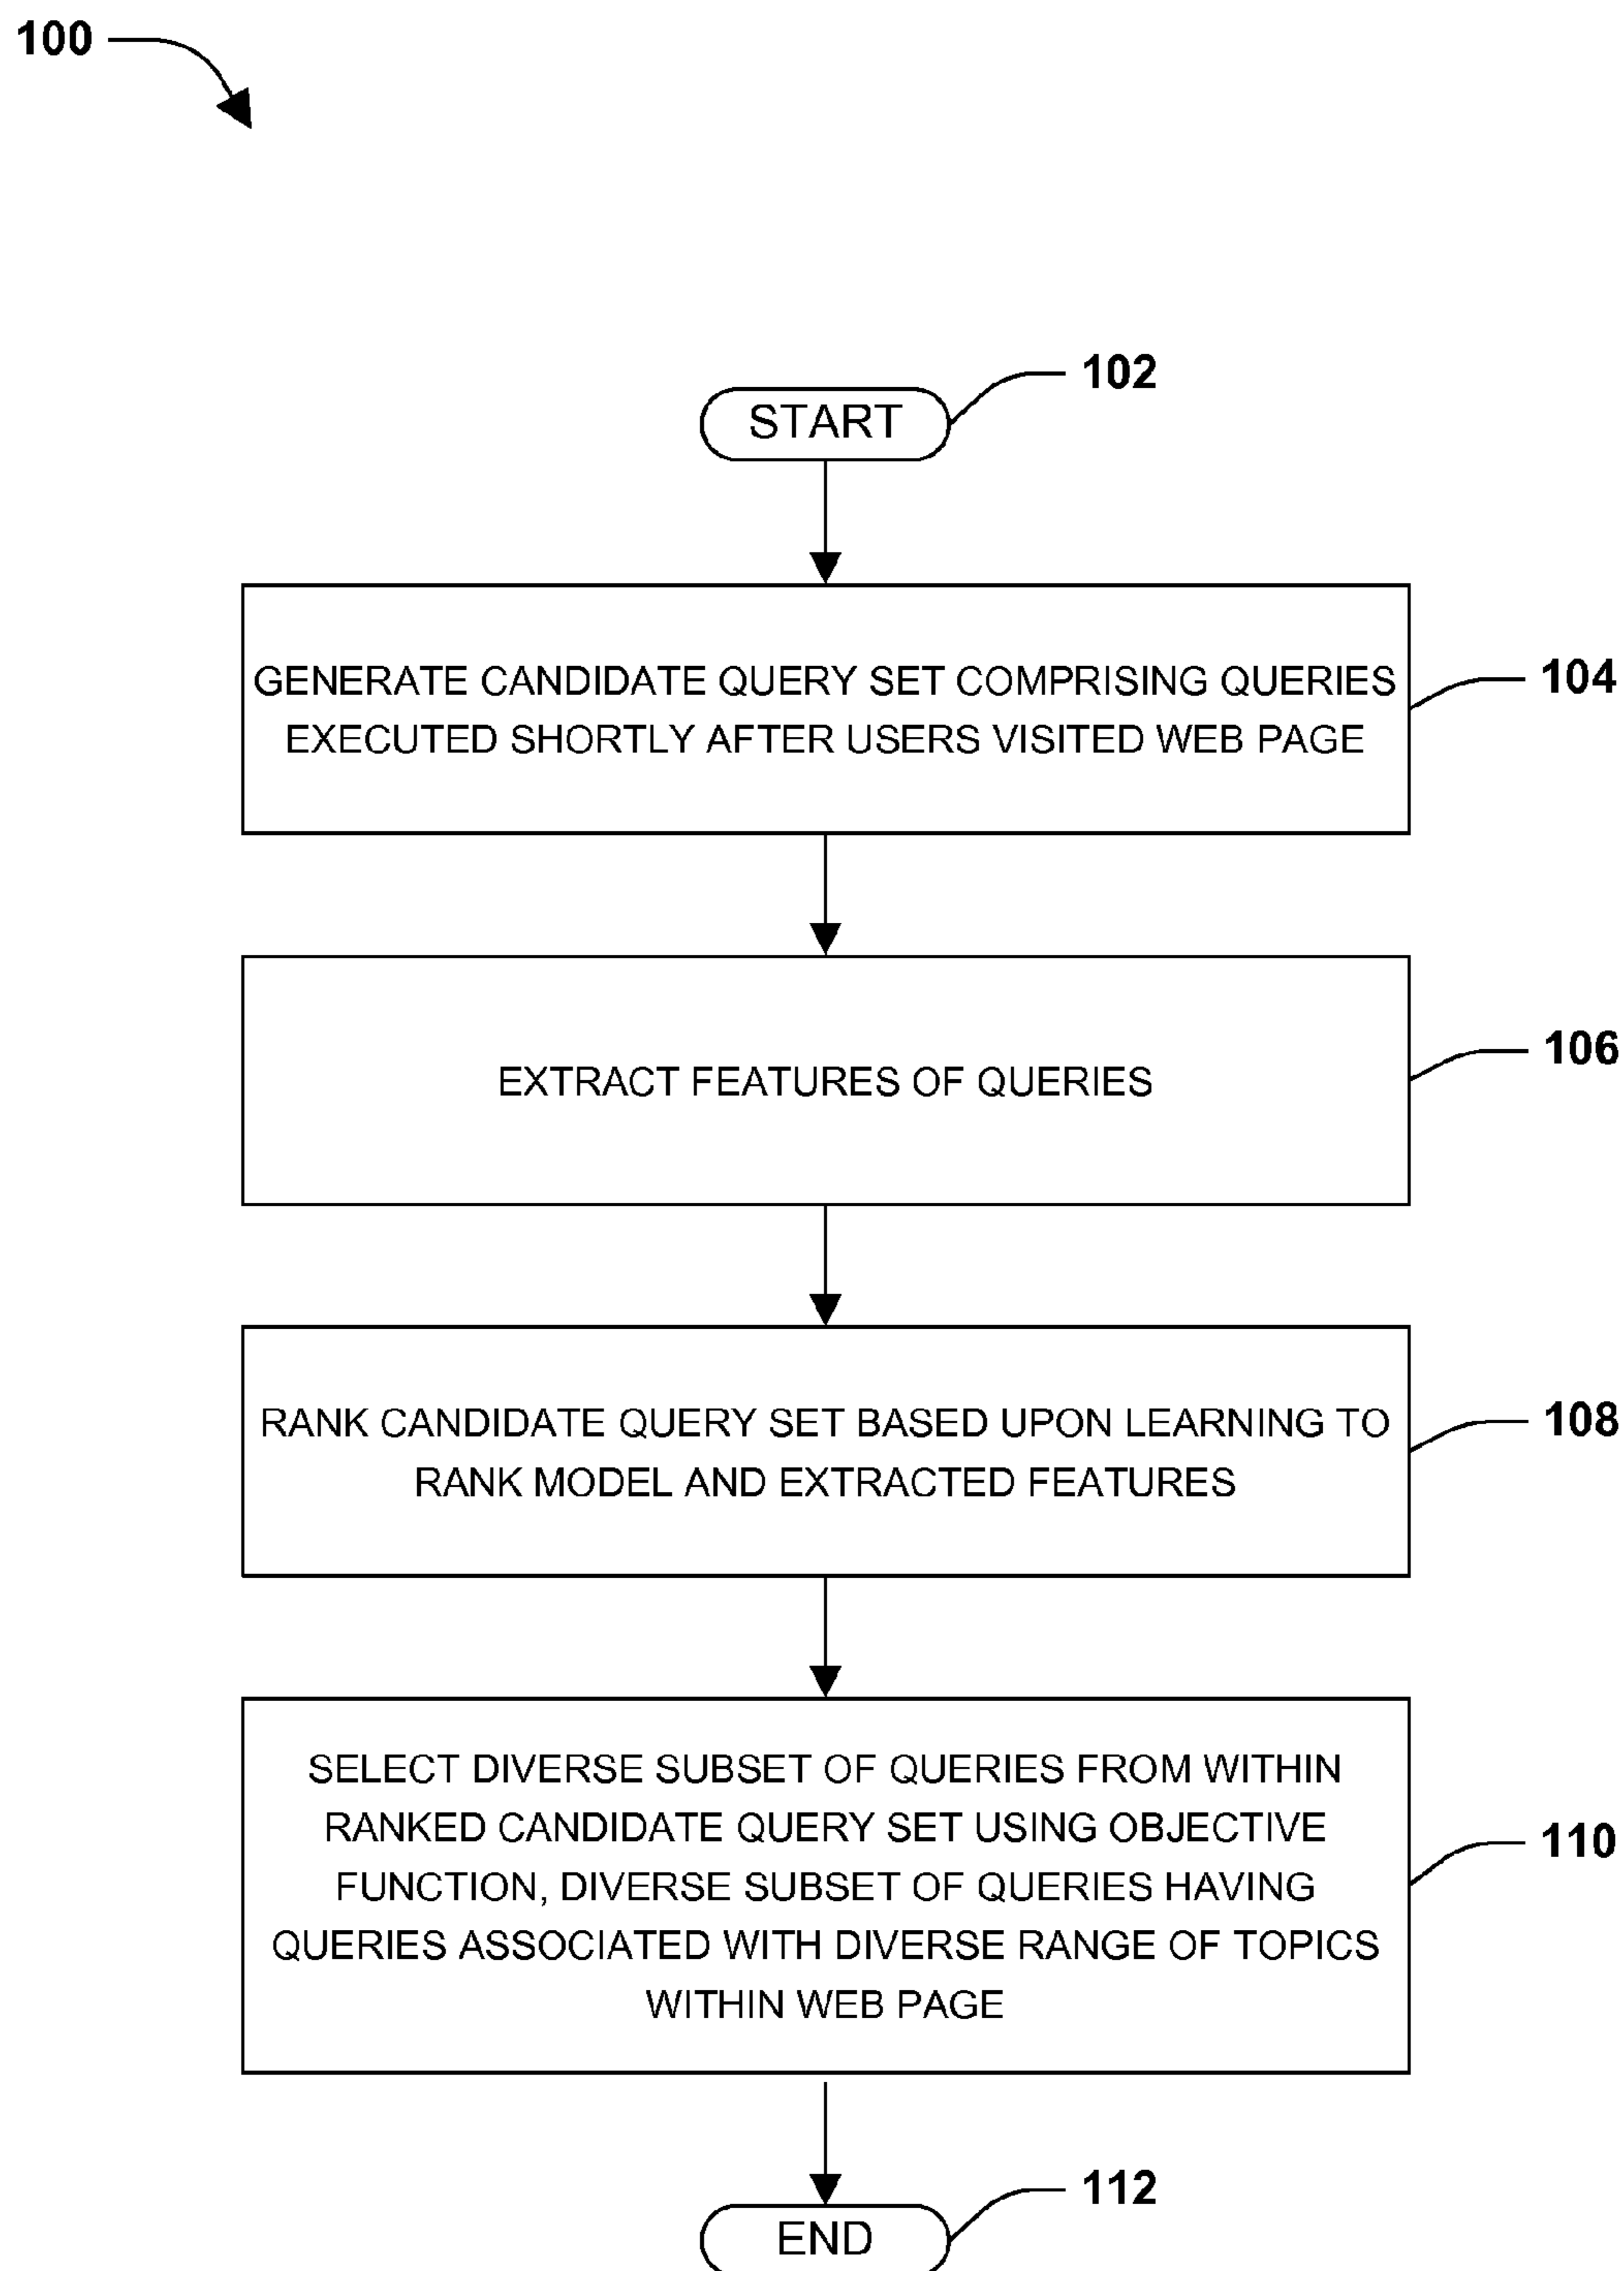 100
102
START
GENERATE CANDIDATE QUERY SET COMPRISING QUERIES
EXECUTED SHORTLY AFTER USERS VISITED WEB PAGE
104
EXTRACT FEATURES OF QUERIES
106
RANK CANDIDATE QUERY SET BASED UPON LEARNING TO
RANK MODEL AND EXTRACTED FEATURES
108
SELECT DIVERSE SUBSET OF QUERIES FROM WITHIN
RANKED CANDIDATE QUERY SET USING OBJECTIVE
FUNCTION, DIVERSE SUBSET OF QUERIES HAVING
QUERIES ASSOCIATED WITH DIVERSE RANGE OF TOPICS
WITHIN WEB PAGE
110
112
END